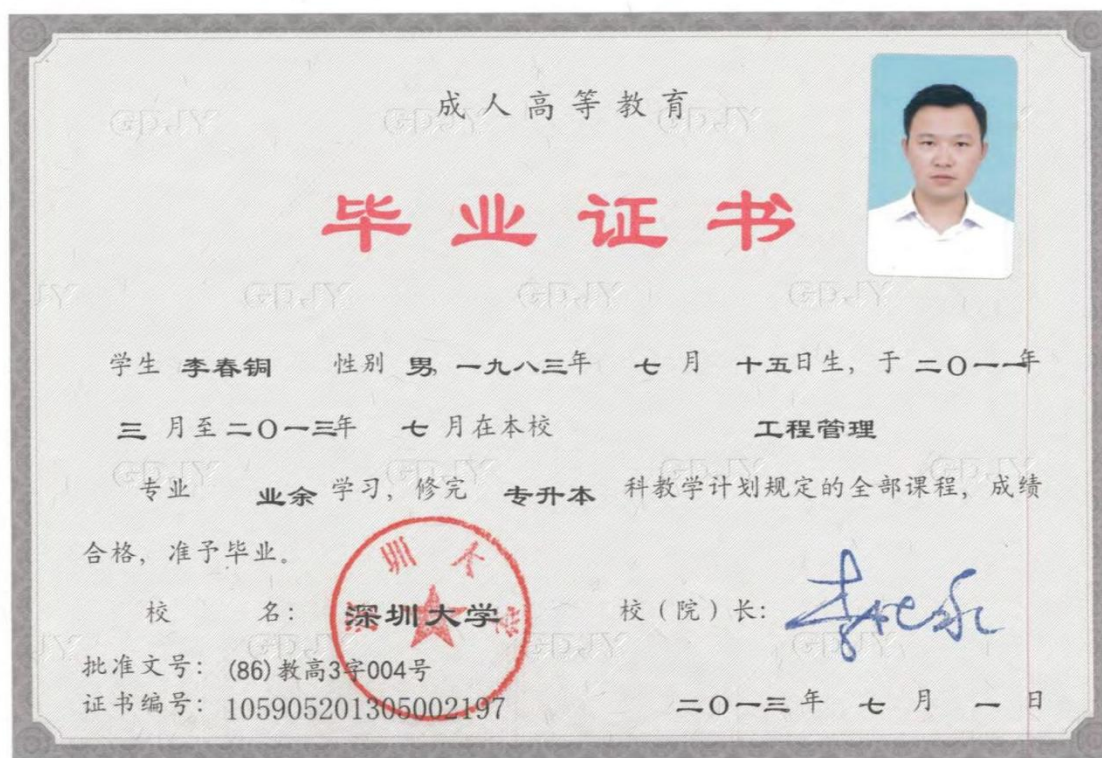 成人高等教育
毕业证书
学生 李春铜 性别 男, 一九八三年 七月 十五日生, 于 二〇一一年
三 月至二〇一三年 七月在本校 工程管理
专业 业余 学习, 修完 专升本 科教学计划规定的全部课程, 成绩
合格, 准予毕业。
校 名: 深圳大学 校（院）长:
批准文号: (86)教高3字004号
证书编号: 105905201305002197 二〇一三年 七月 一日
GDJY